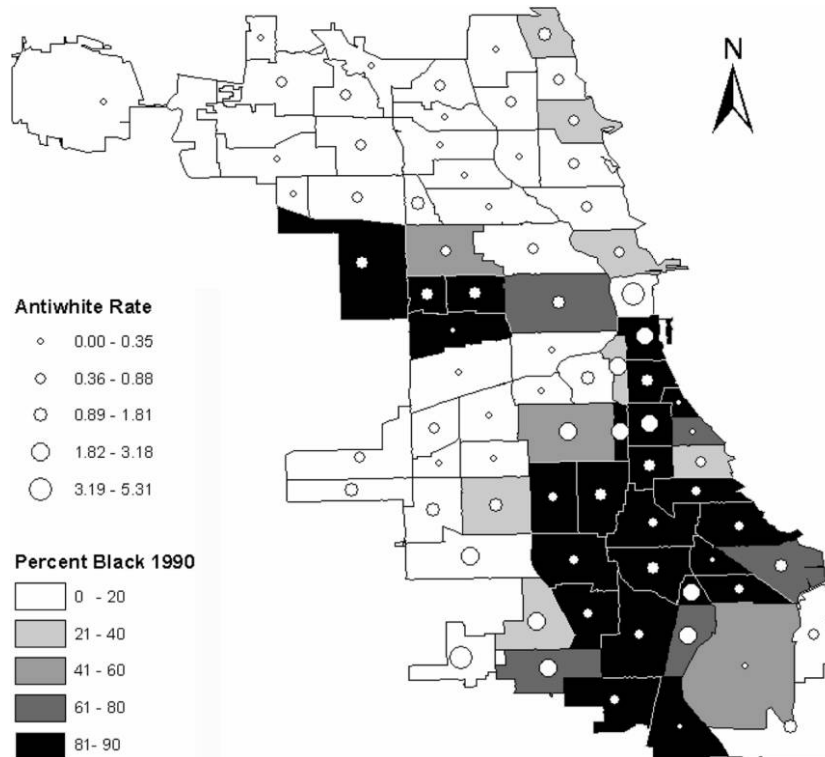 N
Antiwhite Rate
0.00 - 0.35
0.36 - 0.88
0.89 - 1.81
1.82 - 3.18
3.19 - 5.31
Percent Black 1990
0 - 20
21 - 40
41 - 60
61 - 80
81- 90